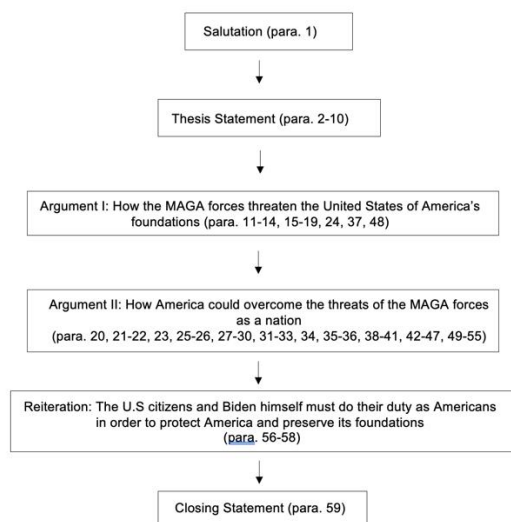 Salutation (para. 1)
Thesis Statement (para. 2-10)
Argument I: How the MAGA forces threaten the United States of America's
foundations (para. 11-14, 15-19, 24, 37, 48)
Argument II: How America could overcome the threats of the MAGA forces
as a nation
(para. 20, 21-22, 23, 25-26, 27-30, 31-33, 34, 35-36, 38-41, 42-47, 49-55)
Reiteration: The U.S citizens and Biden himself must do their duty as Americans
in order to protect America and preserve its foundations
(para. 56-58)
Closing Statement (para. 59)